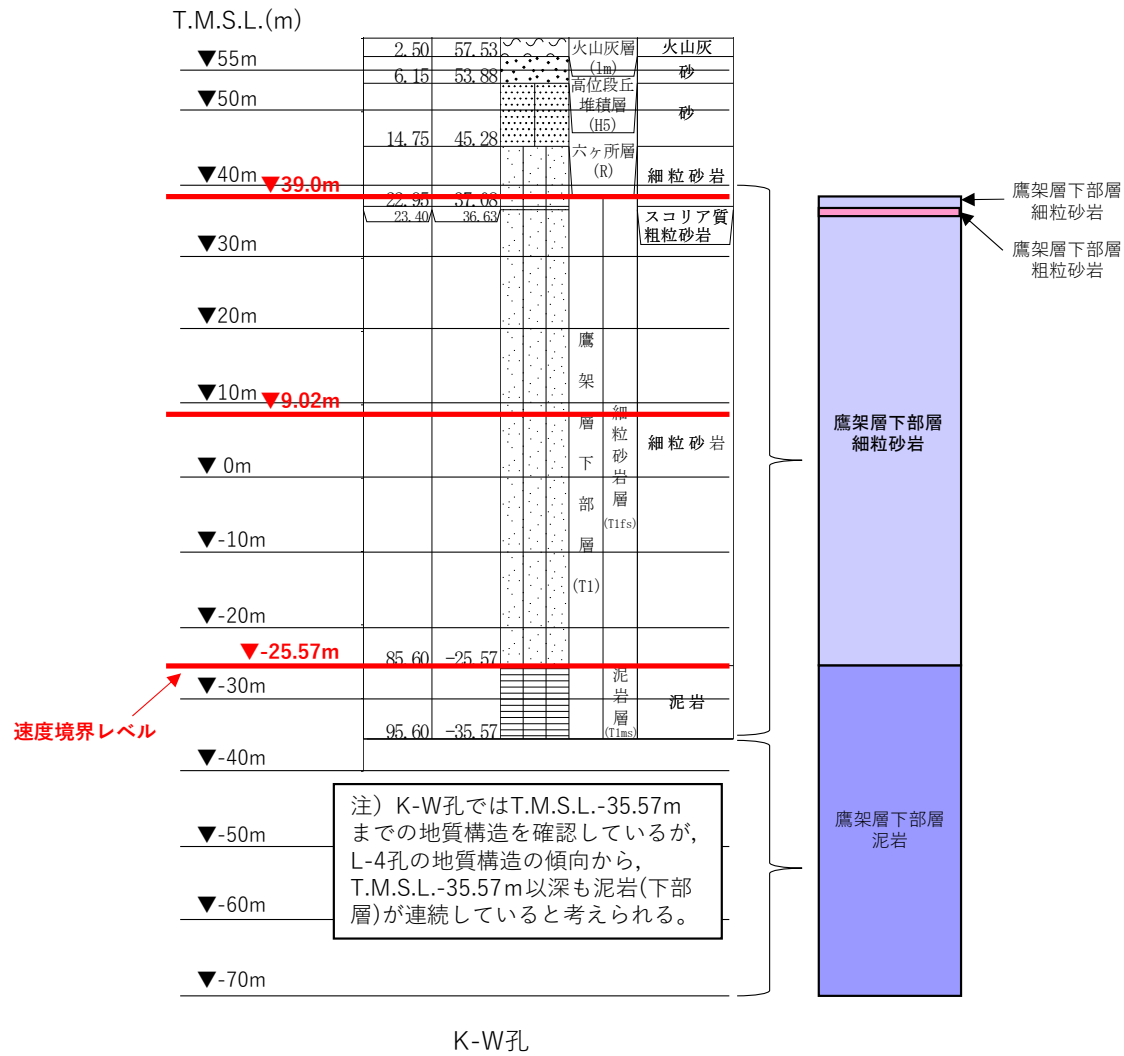 T.M.S.L.(m)
▼55m
2.50 57.53 火山灰層 火山灰
(lm)
6.15 53.88 砂
▼50m
高位段丘
堆積層
(H5)
砂
14.75 45.28
六ヶ所層
(R)
▼40m
▼39.0m
細粒砂岩
22.95 37.08
23.40 36.63
スコリア質
粗粒砂岩
▼30m
▼20m
▼10m
▼9.02m
鷹架層下部層
(T1)
細粒砂岩層
(T1fs)
細粒砂岩
▼0m
▼-10m
▼-20m
▼-25.57m
85.60 -25.57
▼-30m
泥岩層
(T1ms)
泥岩
速度境界レベル
95.60 -35.57
▼-40m
▼-50m
▼-60m
▼-70m
注）K-W孔ではT.M.S.L.-35.57m
までの地質構造を確認しているが，
L-4孔の地質構造の傾向から，
T.M.S.L.-35.57m以深も泥岩(下部
層)が連続していると考えられる。
鷹架層下部層
細粒砂岩
鷹架層下部層
粗粒砂岩
鷹架層下部層
細粒砂岩
鷹架層下部層
泥岩
K-W孔